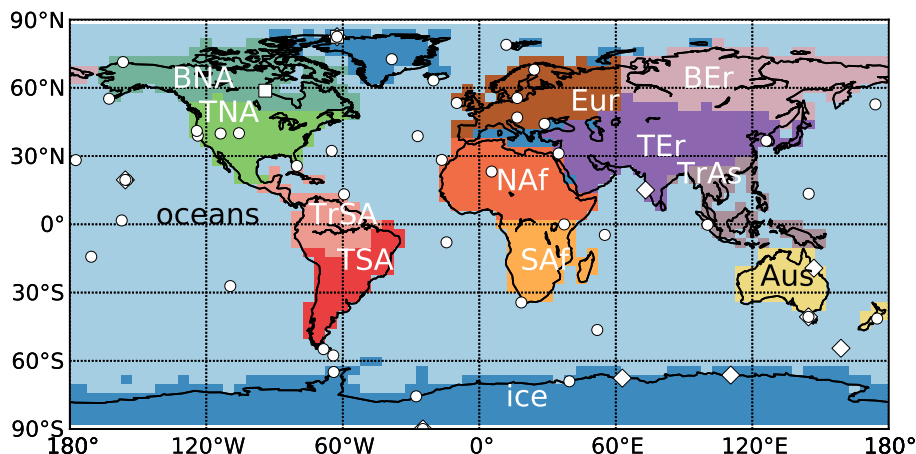 90°N
60°N
30°N
0°
30°S
60°S
90°S
BNA
TNA
Eur
BEr
TEr
TrAs
NAf
oceans
TrSA
TSA
SAf
Aus
ice
180° 120°W 60°W 0° 60°E 120°E 180°